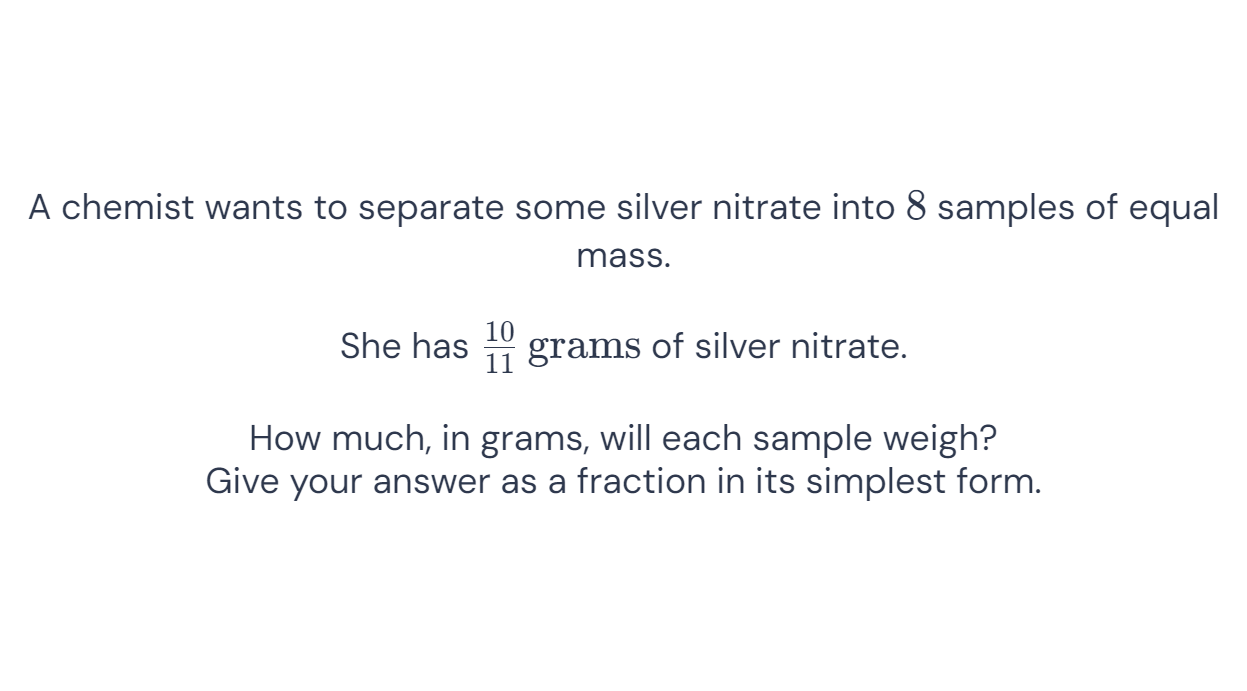 A chemist wants to separate some silver nitrate into 8 samples of equal
mass.
She has 10/11 grams of silver nitrate.
How much, in grams, will each sample weigh?
Give your answer as a fraction in its simplest form.